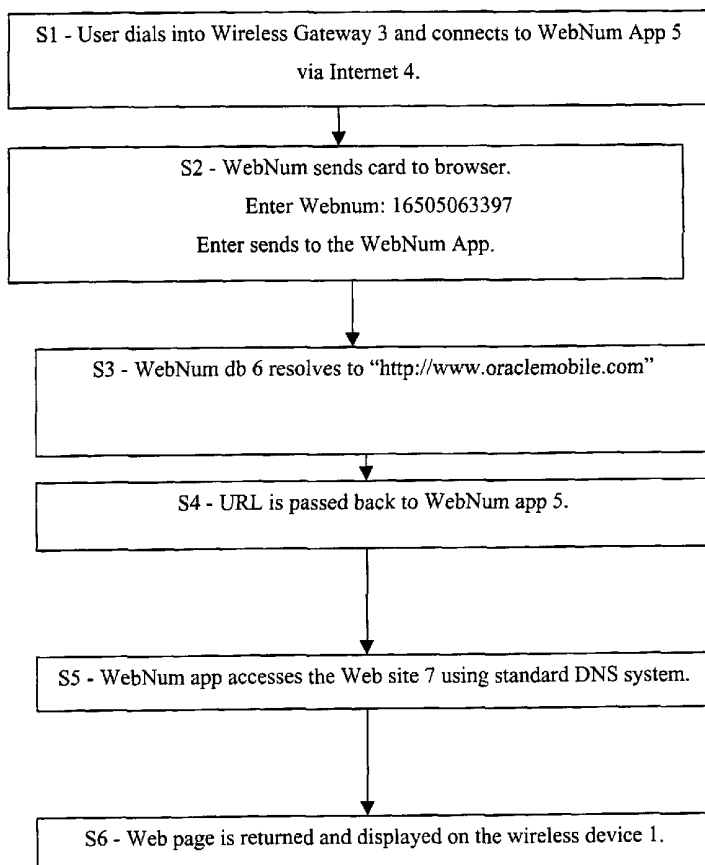 S1 - User dials into Wireless Gateway 3 and connects to WebNum App 5
via Internet 4.
S2 - WebNum sends card to browser.
Enter Webnum: 16505063397
Enter sends to the WebNum App.
S3 - WebNum db 6 resolves to “http://www.oraclemobile.com”
S4 - URL is passed back to WebNum app 5.
S5 - WebNum app accesses the Web site 7 using standard DNS system.
S6 - Web page is returned and displayed on the wireless device 1.